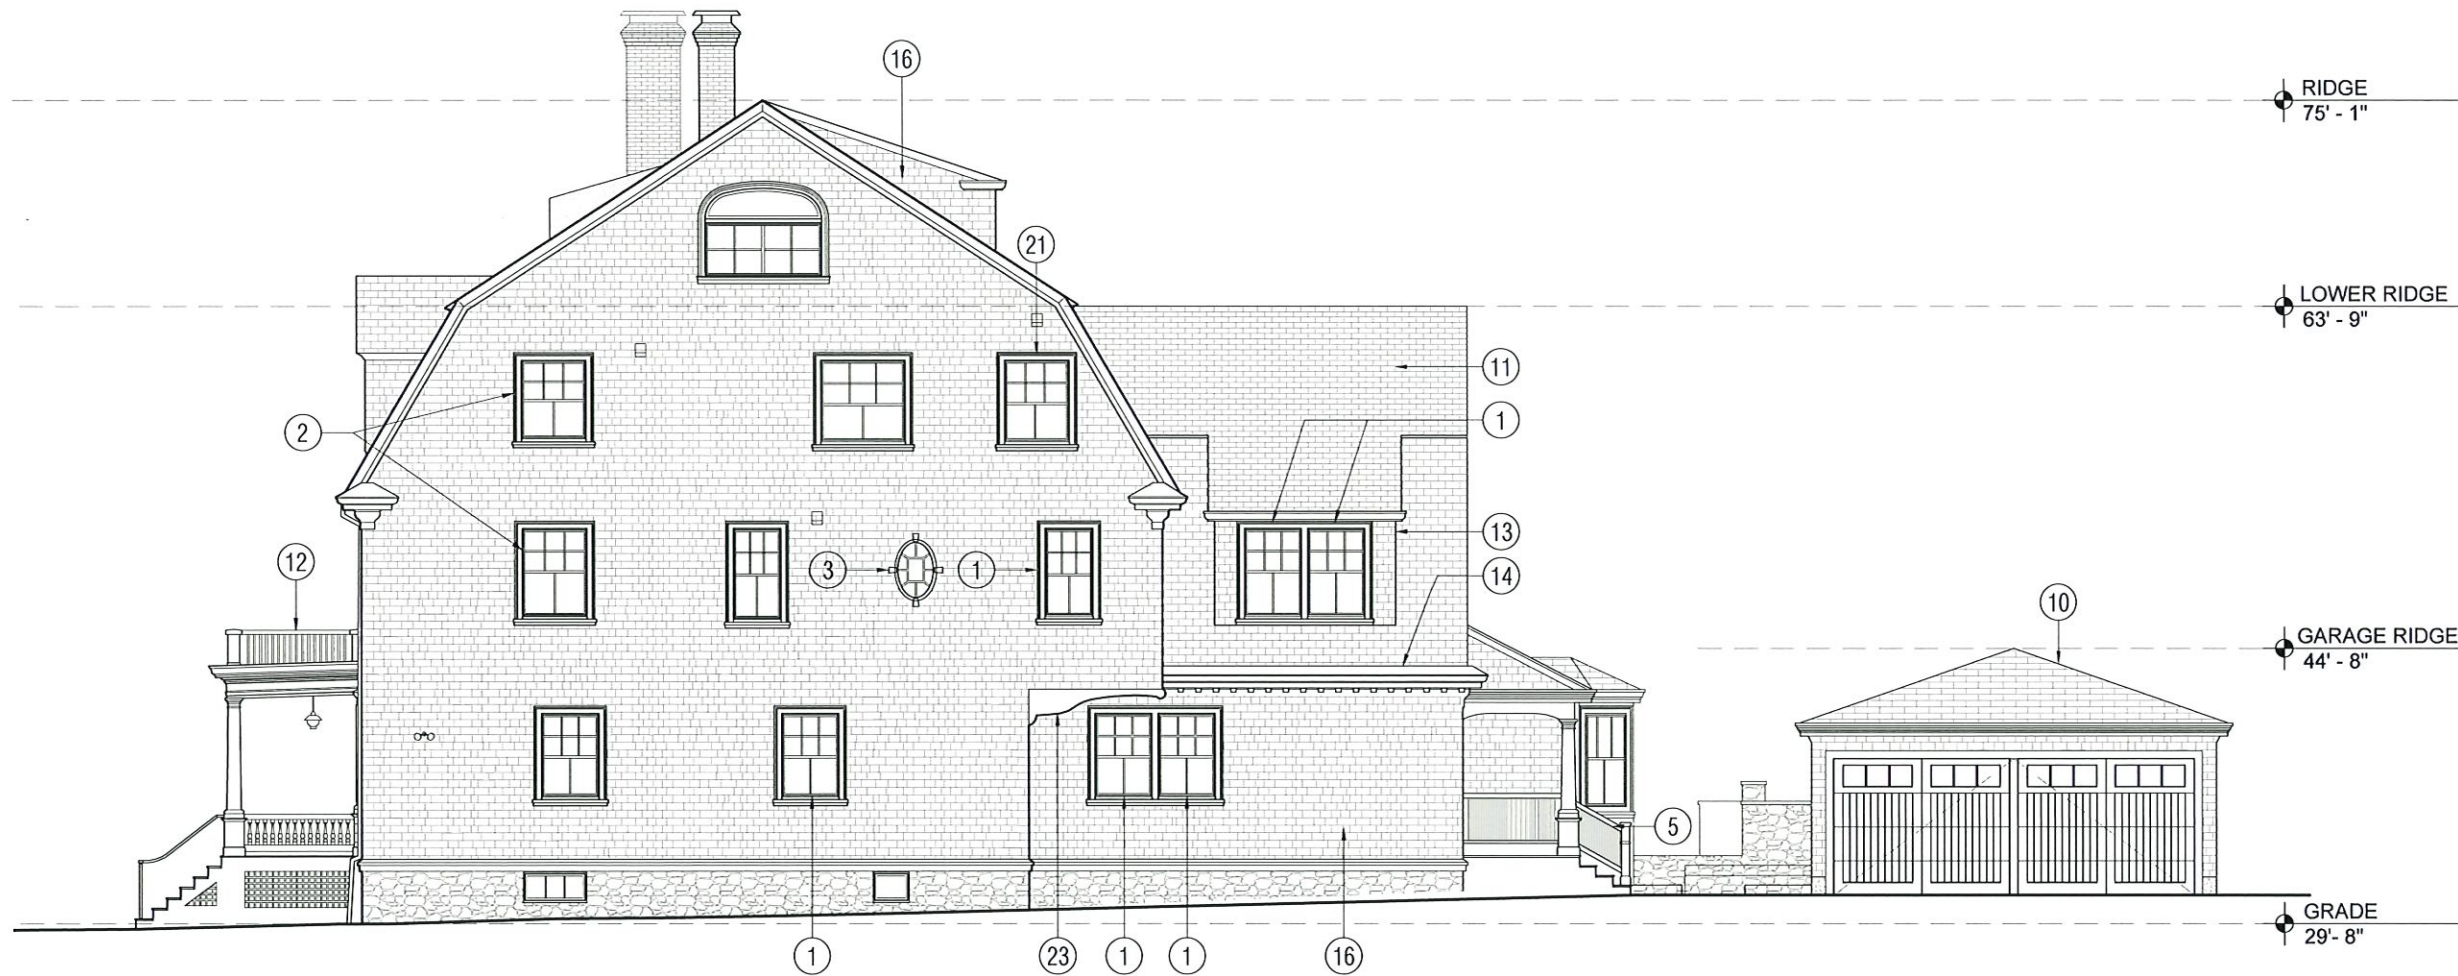 16
RIDGE
75' - 1"
21
LOWER RIDGE
63' - 9"
11
1
2
13
12
3
1
14
10
GARAGE RIDGE
44' - 8"
5
GRADE
29'- 8"
1
23
1
1
16